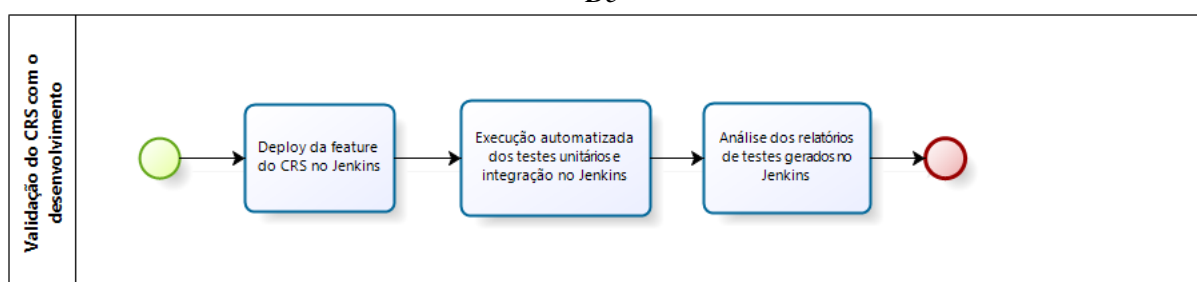 Validação do CRS com o
desenvolvimento
Deploy da feature
do CRS no Jenkins
Execução automatizada
dos testes unitários e
integração no Jenkins
Análise dos relatórios
de testes gerados no
Jenkins